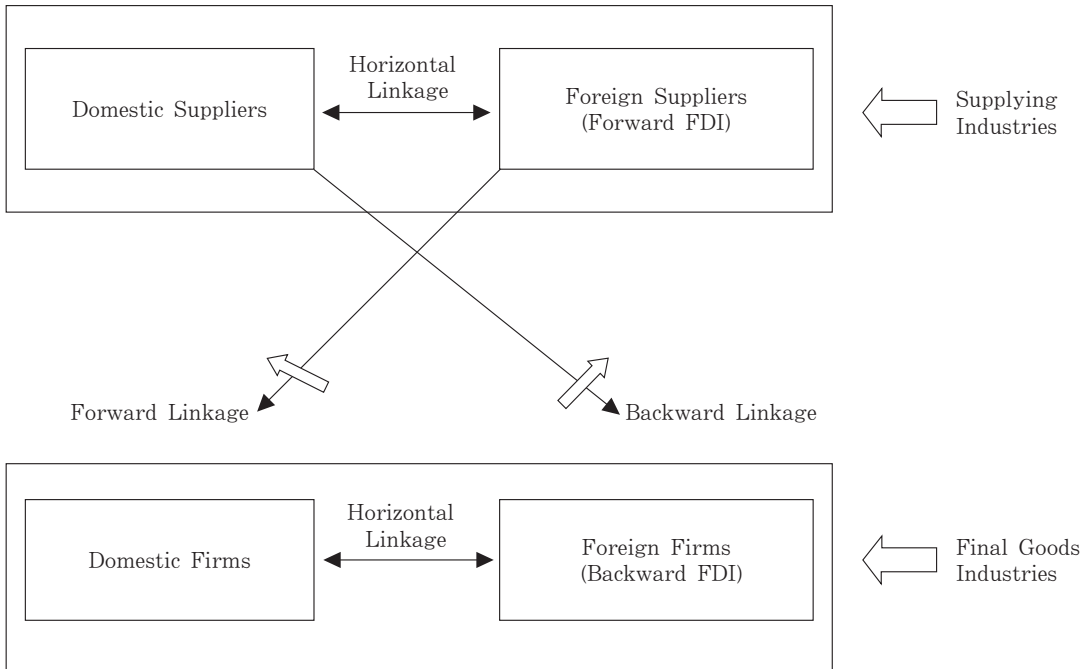 Horizontal
Linkage
Domestic Suppliers
Foreign Suppliers
(Forward FDI)
Supplying
Industries
Forward Linkage
Backward Linkage
Horizontal
Linkage
Domestic Firms
Foreign Firms
(Backward FDI)
Final Goods
Industries